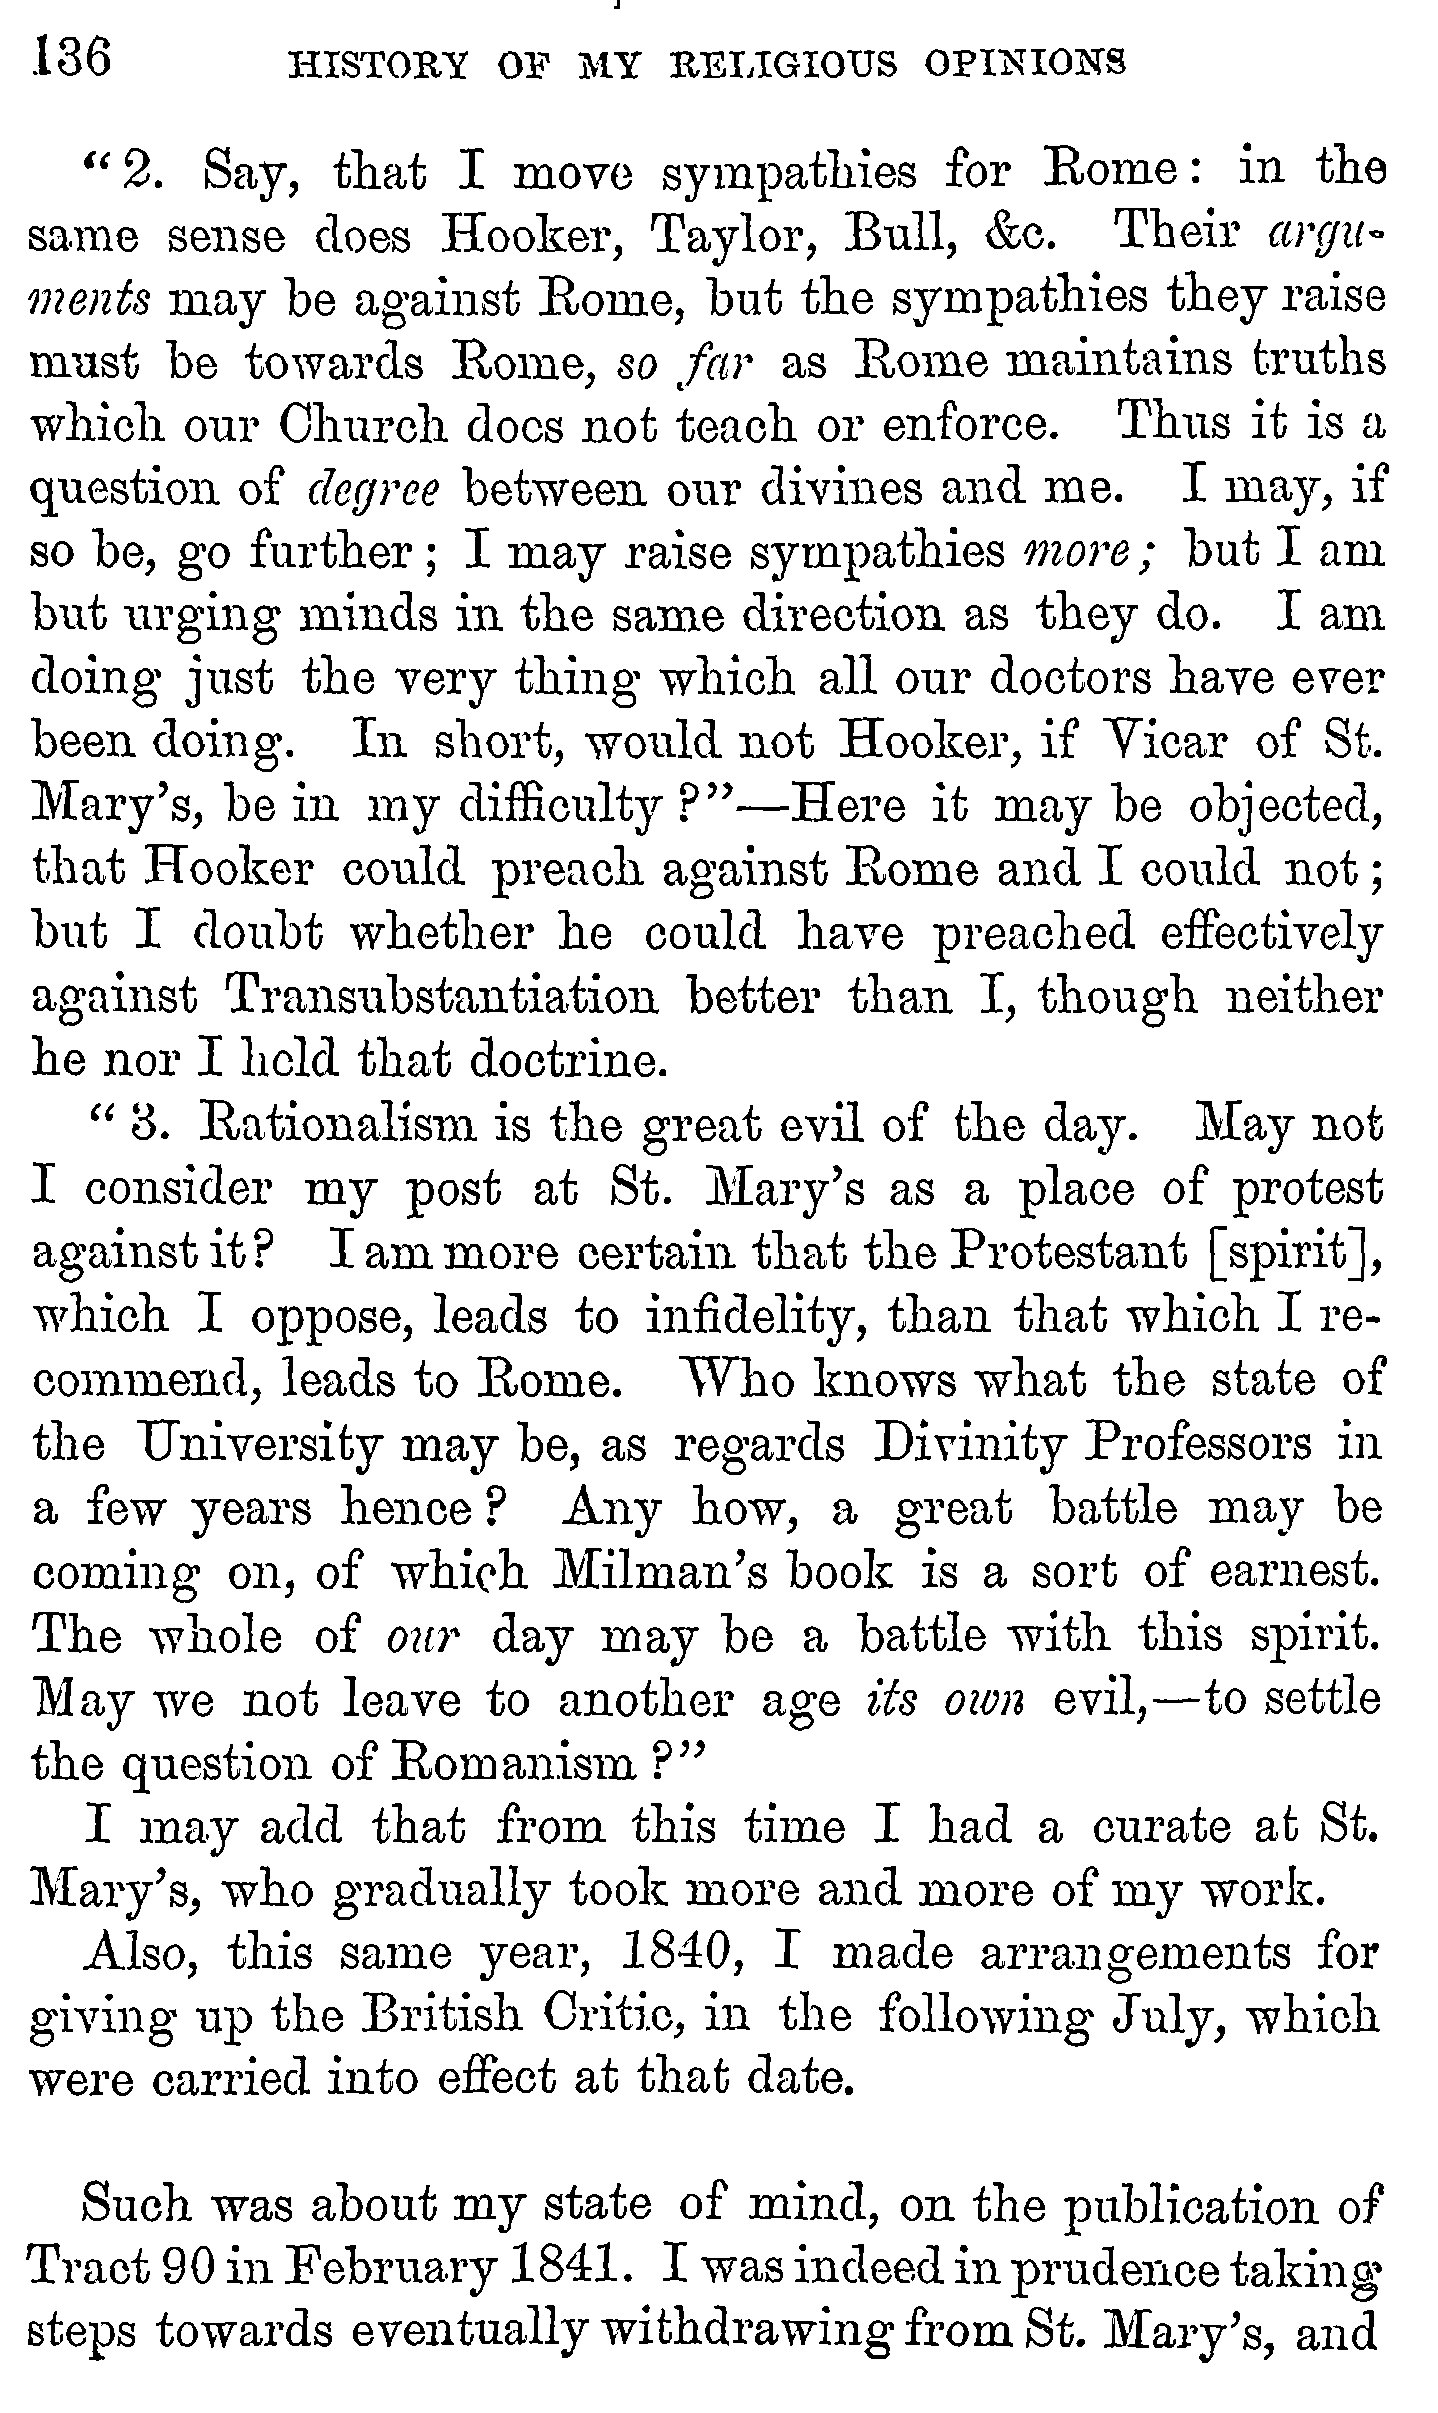 136 HISTORY OF MY RELIGIOUS OPINIONS
“2. Say, that I move sympathies for Rome: in the
same sense does Hooker, Taylor, Bull, &c. Their argu-
ments may be against Rome, but the sympathies they raise
must be towards Rome, so far as Rome maintains truths
which our Church does not teach or enforce. Thus it is a
question of degree between our divines and me. I may, if
so be, go further; I may raise sympathies more; but I am
but urging minds in the same direction as they do. I am
doing just the very thing which all our doctors have ever
been doing. In short, would not Hooker, if Vicar of St.
Mary’s, be in my difficulty?”—Here it may be objected,
that Hooker could preach against Rome and I could not;
but I doubt whether he could have preached effectively
against Transubstantiation better than I, though neither
he nor I held that doctrine.
“3. Rationalism is the great evil of the day. May not
I consider my post at St. Mary’s as a place of protest
against it? I am more certain that the Protestant [spirit],
which I oppose, leads to infidelity, than that which I re-
commend, leads to Rome. Who knows what the state of
the University may be, as regards Divinity Professors in
a few years hence? Any how, a great battle may be
coming on, of which Milman’s book is a sort of earnest.
The whole of our day may be a battle with this spirit.
May we not leave to another age its own evil,—to settle
the question of Romanism?”
I may add that from this time I had a curate at St.
Mary’s, who gradually took more and more of my work.
Also, this same year, 1840, I made arrangements for
giving up the British Critic, in the following July, which
were carried into effect at that date.
Such was about my state of mind, on the publication of
Tract 90 in February 1841. I was indeed in prudence taking
steps towards eventually withdrawing from St. Mary’s, and